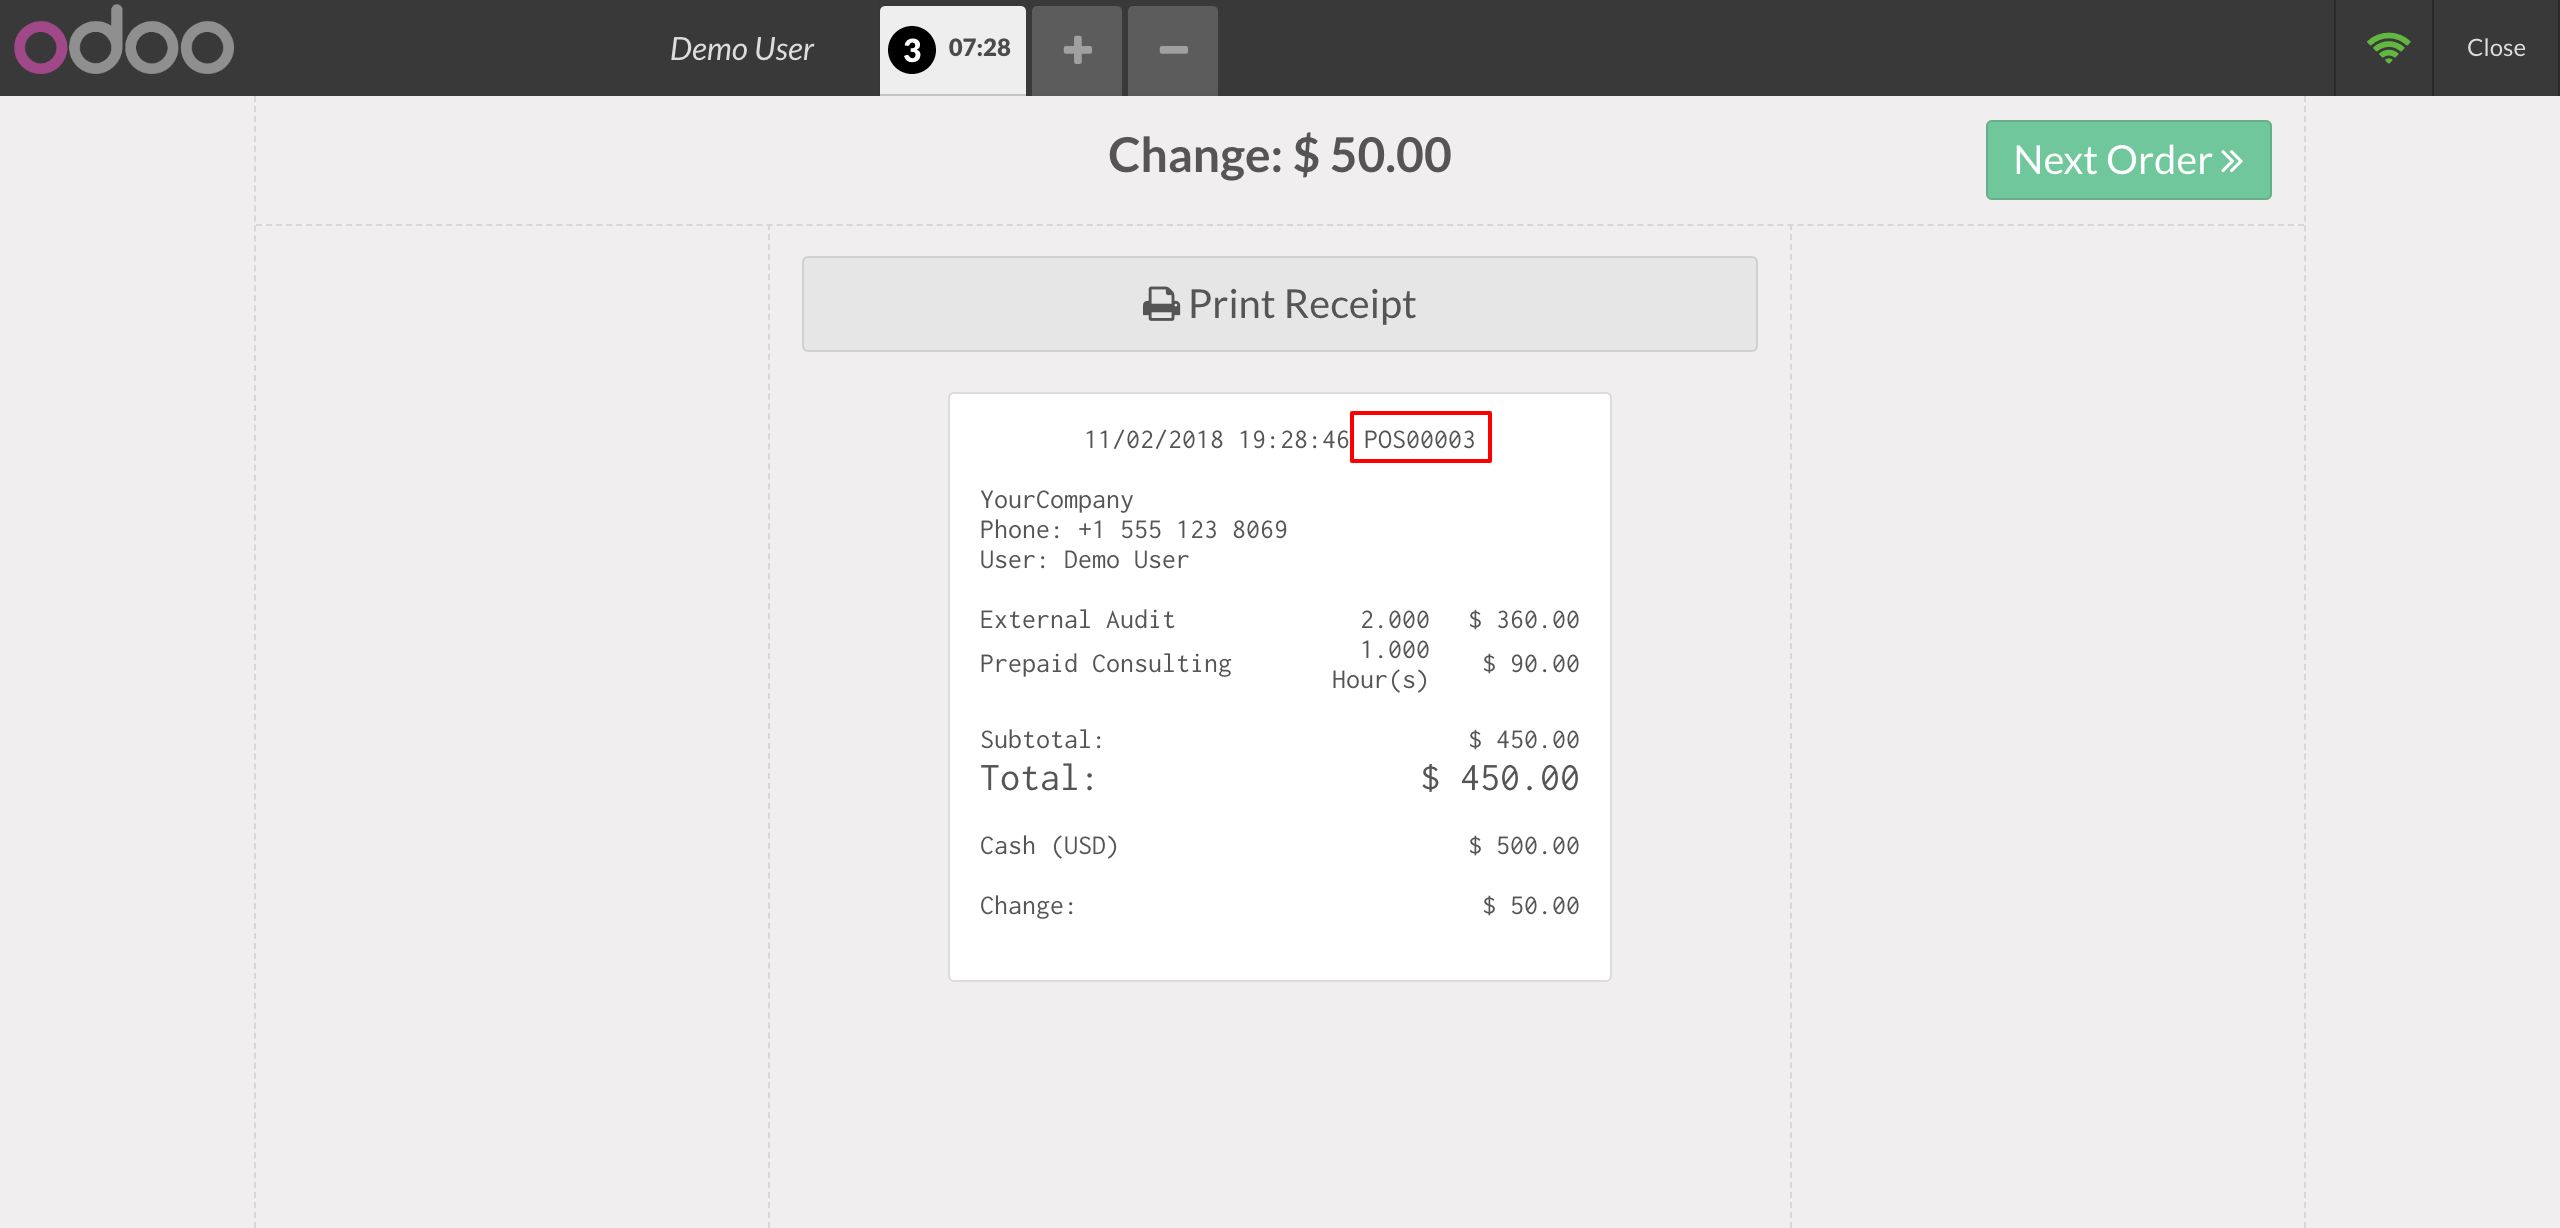 odoo
Demo User
3 07:28
+
−
Close
Change: $ 50.00
Next Order »
Print Receipt
11/02/2018 19:28:46 POS00003
YourCompany
Phone: +1 555 123 8069
User: Demo User
External Audit 2.000 $ 360.00
Prepaid Consulting 1.000 Hour(s) $ 90.00
Subtotal: $ 450.00
Total: $ 450.00
Cash (USD) $ 500.00
Change: $ 50.00